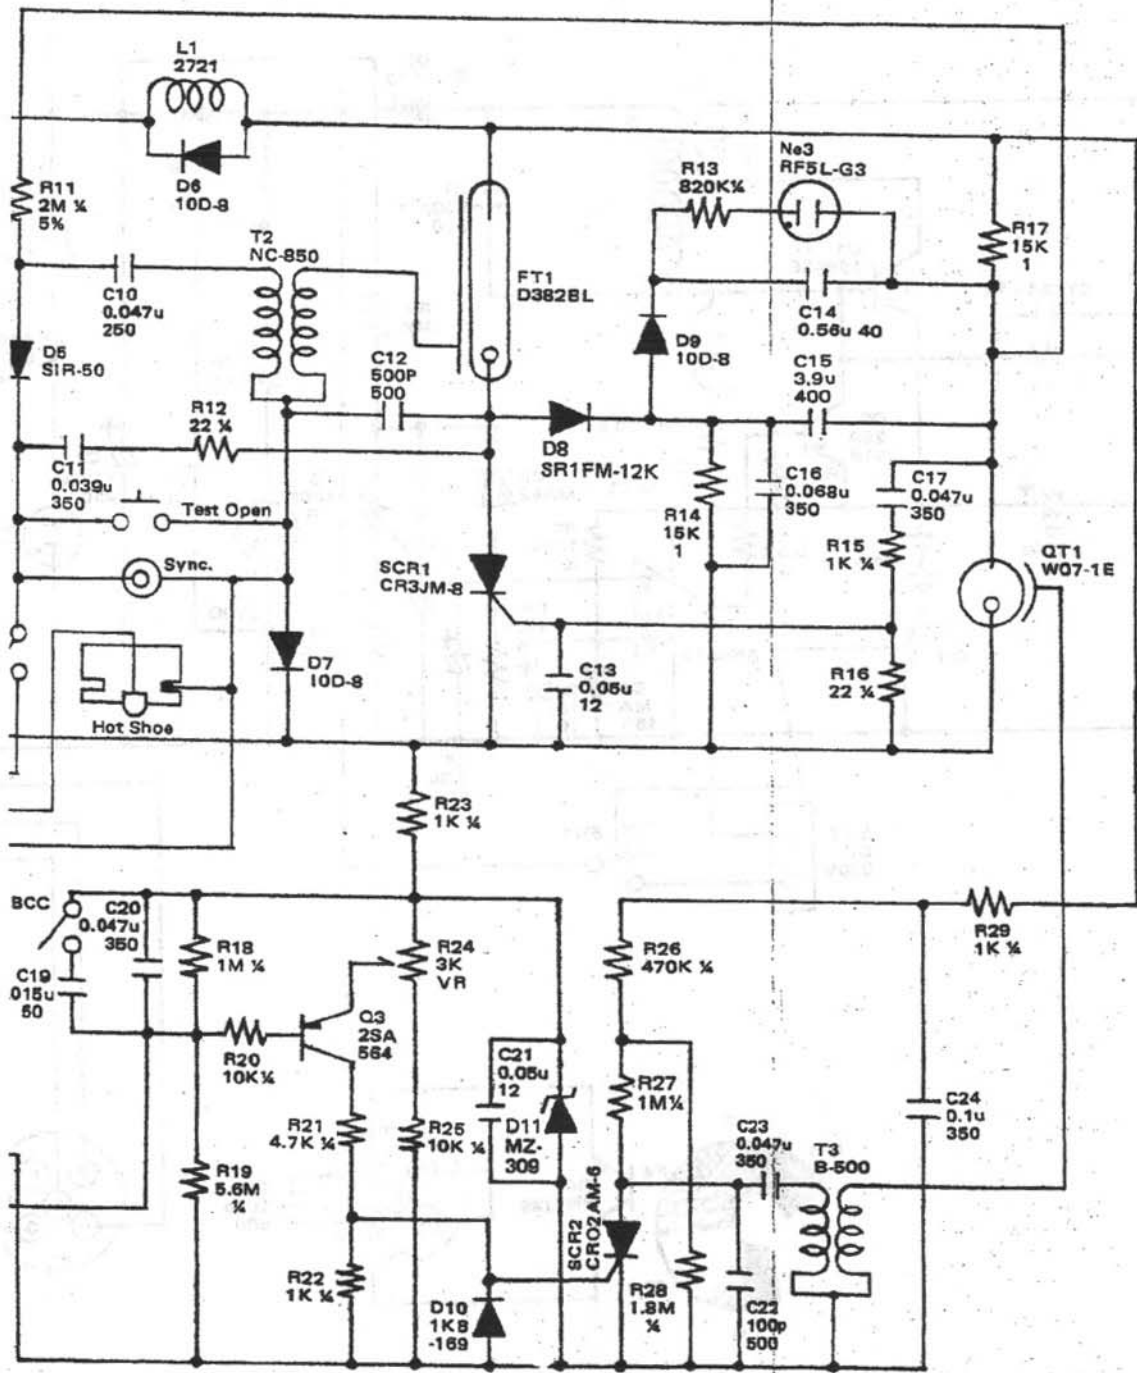 L1
2721
D6
10D-8
R11
2M ¼
5%
T2
NC-850
C10
0.047u
250
D5
SIR-50
R12
22 ¼
C11
0.039u
350
C12
500P
500
FT1
D382BL
R13
820K¼
Ne3
RF5L-G3
R17
15K
1
C14
0.56u 40
D9
10D-8
C15
3.9u
400
D8
SR1FM-12K
R14
15K
1
C16
0.068u
350
C17
0.047u
350
R15
1K ¼
QT1
W07-1E
Test Open
Sync.
SCR1
CR3JM-8
D7
10D-8
Hot Shoe
C13
0.05u
12
R16
22 ¼
R23
1K ¼
BCC
C20
0.047u
350
C19
015u
50
R18
1M ¼
R24
3K
VR
Q3
2SA
564
R20
10K¼
R26
470K ¼
R29
1K ¼
C21
0.05u
12
D11
MZ-
309
R27
1M¼
R21
4.7K ¼
R25
10K ¼
R19
5.6M
¼
C23
0.047u
350
C24
0.1u
350
T3
B-500
SCR2
CR02AM-6
R22
1K ¼
D10
1K8
-169
R28
1.8M
¼
C22
100p
500